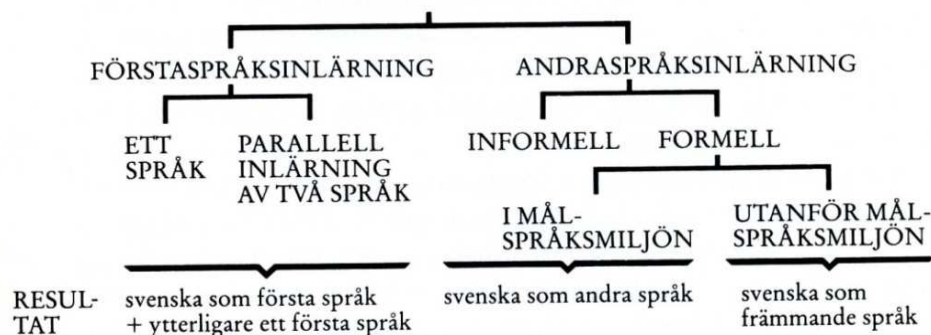 FÖRSTASPRÅKSINLÄRNING
ANDRASPRÅKSINLÄRNING
ETT
SPRÅK
PARALLELL
INLÄRNING
AV TVÅ SPRÅK
INFORMELL
FORMELL
I MÅL-
SPRÅKSMILJÖN
UTANFÖR MÅL-
SPRÅKSMILJÖN
RESUL-
TAT
svenska som första språk
+ ytterligare ett första språk
svenska som andra språk
svenska som
främmande språk